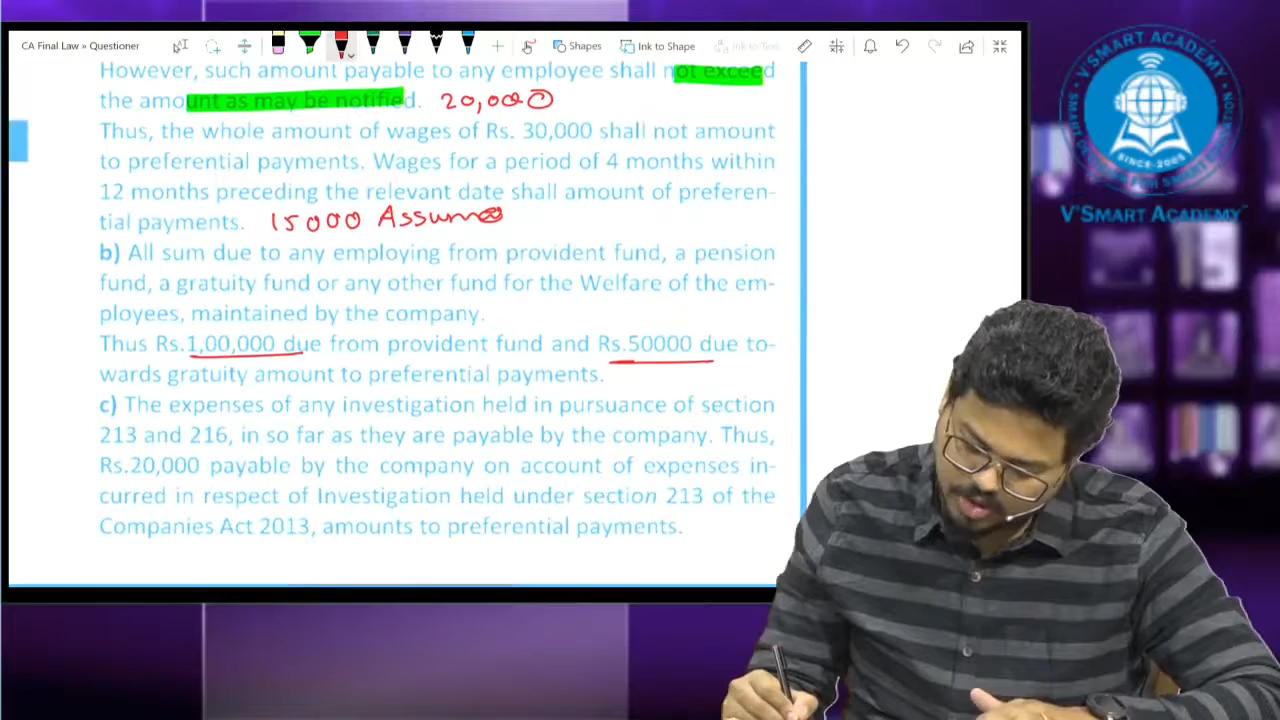 CA Final Law » Questioner
Shapes
Ink to Shape
Ink to Text
However, such amount payable to any employee shall not exceed
the amount as may be notified. 20,000
Thus, the whole amount of wages of Rs. 30,000 shall not amount
to preferential payments. Wages for a period of 4 months within
12 months preceding the relevant date shall amount of preferen-
tial payments. 15000 Assume
b) All sum due to any employing from provident fund, a pension
fund, a gratuity fund or any other fund for the Welfare of the em-
ployees, maintained by the company.
Thus Rs.1,00,000 due from provident fund and Rs.50000 due to-
wards gratuity amount to preferential payments.
c) The expenses of any investigation held in pursuance of section
213 and 216, in so far as they are payable by the company. Thus,
Rs.20,000 payable by the company on account of expenses in-
curred in respect of Investigation held under section 213 of the
Companies Act 2013, amounts to preferential payments.
V'SMART ACADEMY
SINCE-2005
V'SMART ACADEMY